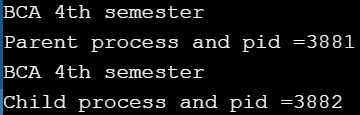 BCA 4th semester
Parent process and pid =3881
BCA 4th semester
Child process and pid =3882